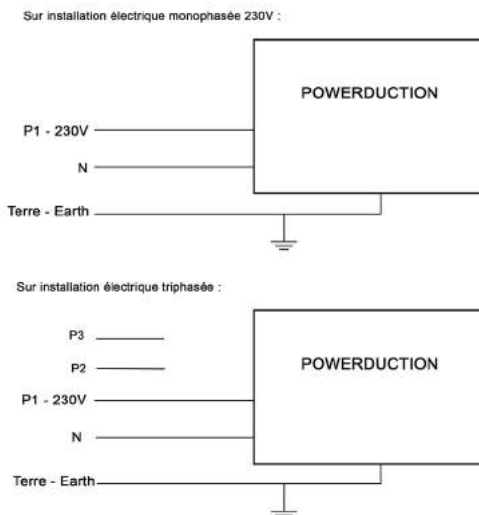 Sur installation électrique monophasée 230V :
POWERDUCTION
P1 - 230V
N
Terre - Earth
Sur installation électrique triphasée :
P3
P2
POWERDUCTION
P1 - 230V
N
Terre - Earth